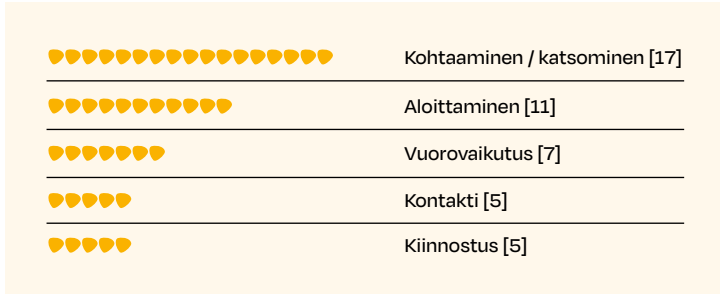 Kohtaaminen / katsominen [17]
Aloittaminen [11]
Vuorovaikutus [7]
Kontakti [5]
Kiinnostus [5]